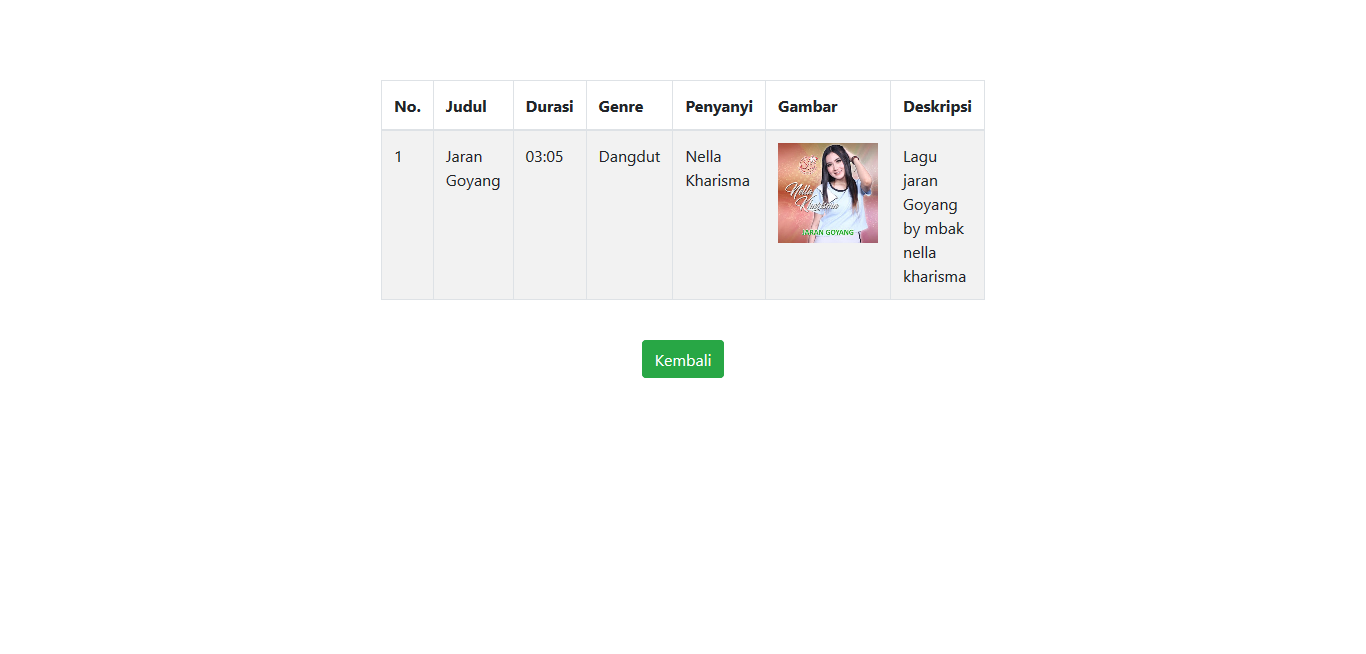 No. Judul Durasi Genre Penyanyi Gambar Deskripsi
1
Jaran
Goyang
03:05
Dangdut
Nella
Kharisma
Nella
Kharisma
JARAN GOYANG
Lagu
jaran
Goyang
by mbak
nella
kharisma
Kembali